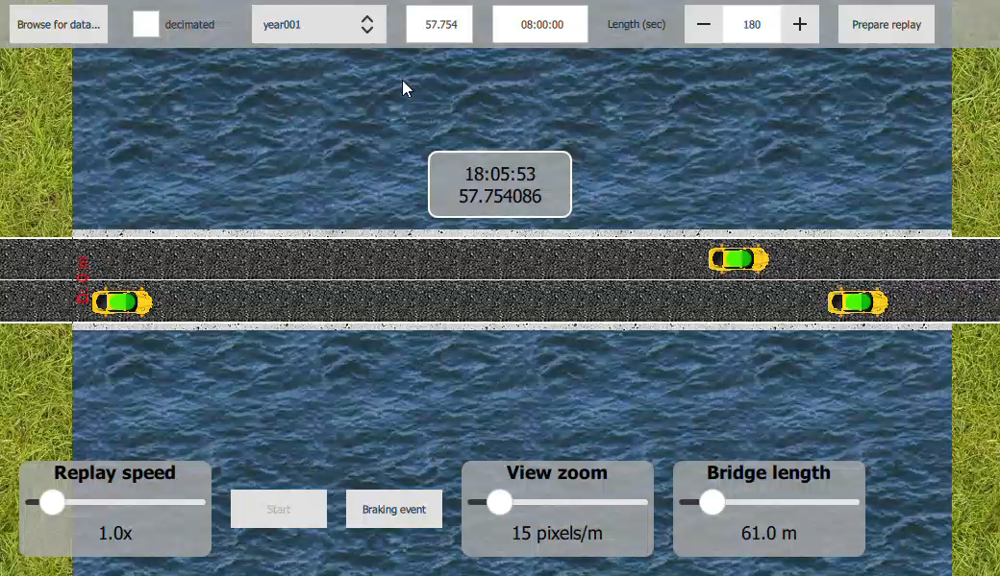 Browse for data...
decimated
year001
57.754
08:00:00
Length (sec)
180
Prepare replay
18:05:53
57.754086
Replay speed
1.0x
Start
Braking event
View zoom
15 pixels/m
Bridge length
61.0 m